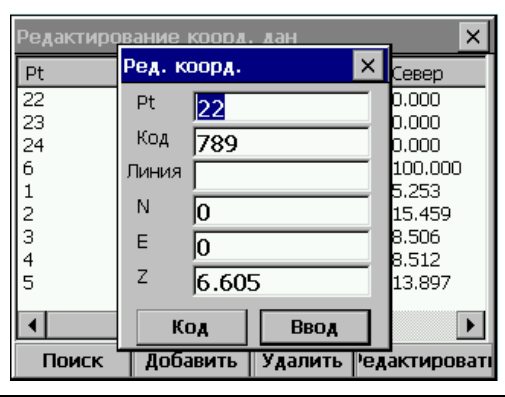 Редактирование коорд. дан
Ред. коорд.
Pt
Север
22
0.000
23
0.000
24
0.000
6
100.000
1
5.253
2
15.459
3
8.506
4
8.512
5
13.897
Pt 22
Код 789
Линия
N 0
E 0
Z 6.605
Код Ввод
Поиск Добавить Удалить Редактировать